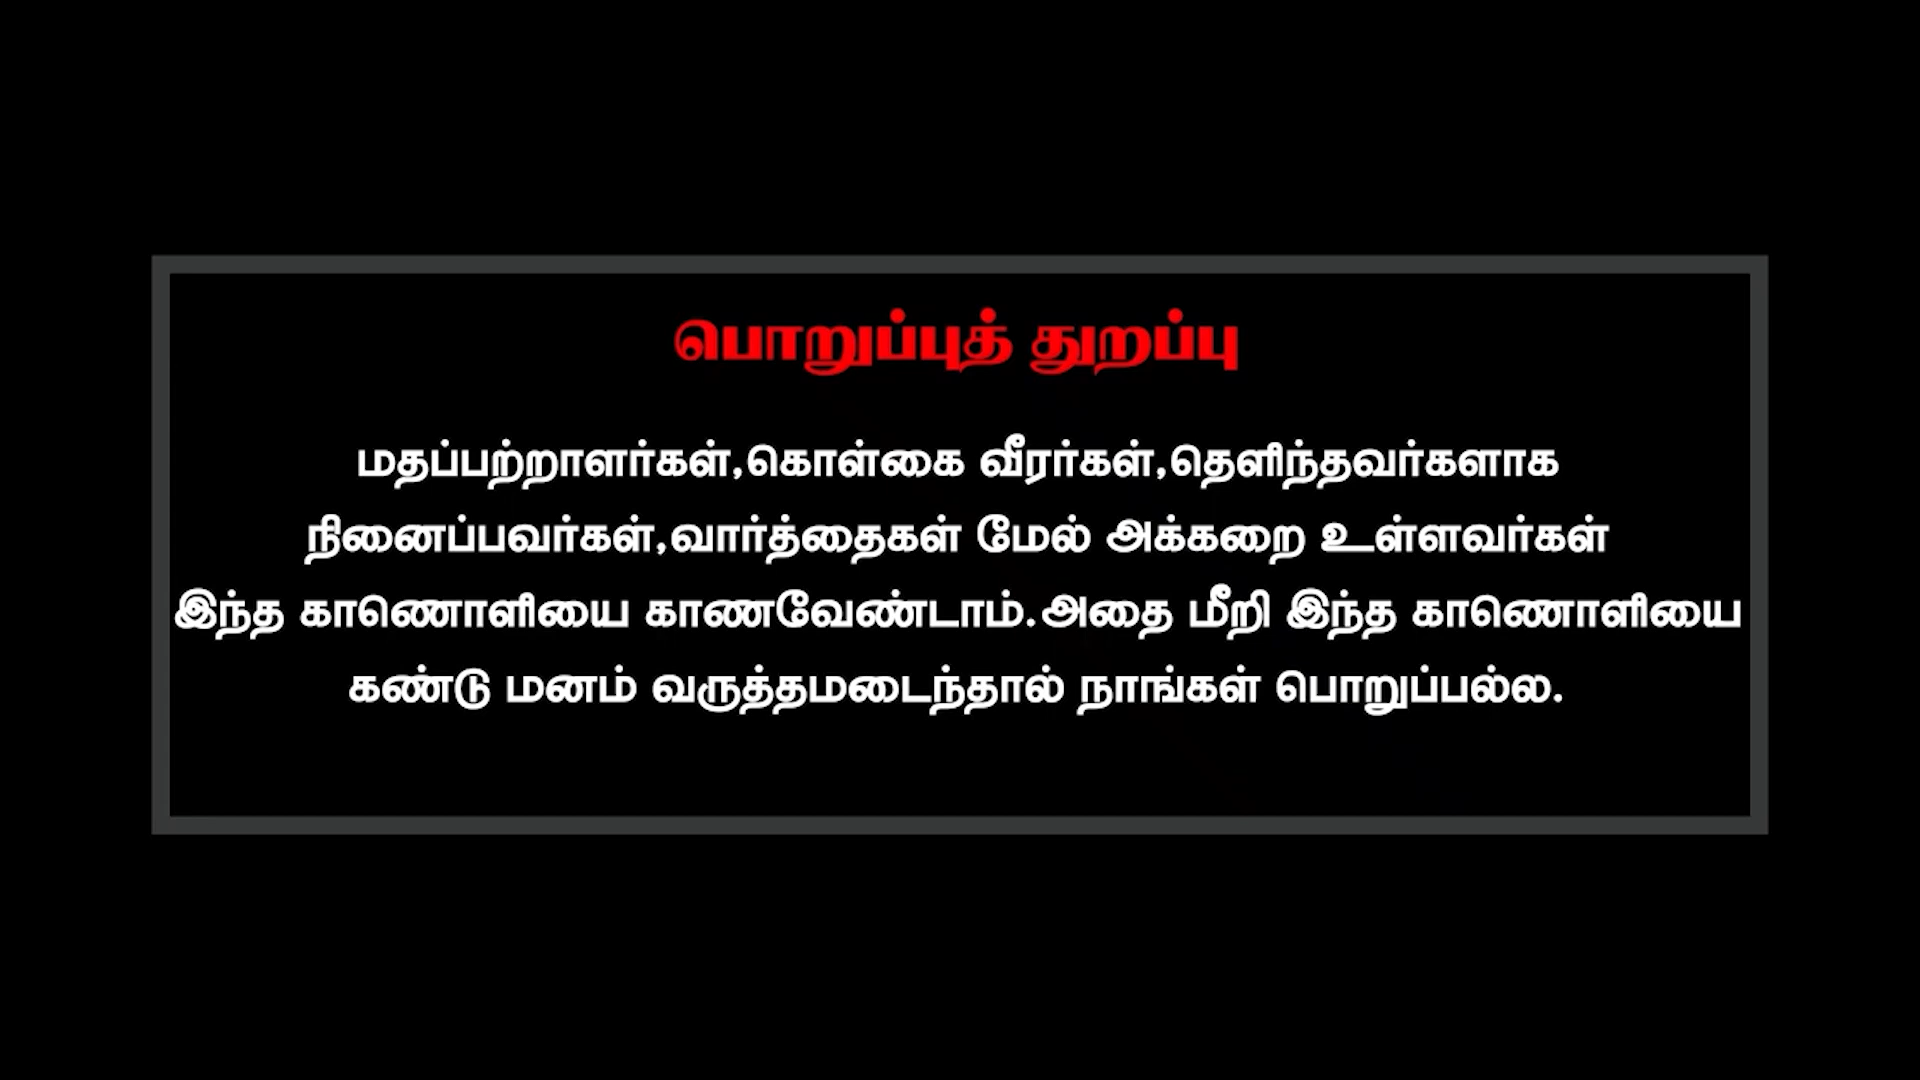 பொறுப்புத் துறப்பு
மதப்பற்றாளர்கள்,கொள்கை வீரர்கள்,தெளிந்தவர்களாக
நினைப்பவர்கள்,வார்த்தைகள் மேல் அக்கறை உள்ளவர்கள்
இந்த காணொளியை காணவேண்டாம்.அதை மீறி இந்த காணொளியை
கண்டு மனம் வருத்தமடைந்தால் நாங்கள் பொறுப்பல்ல.